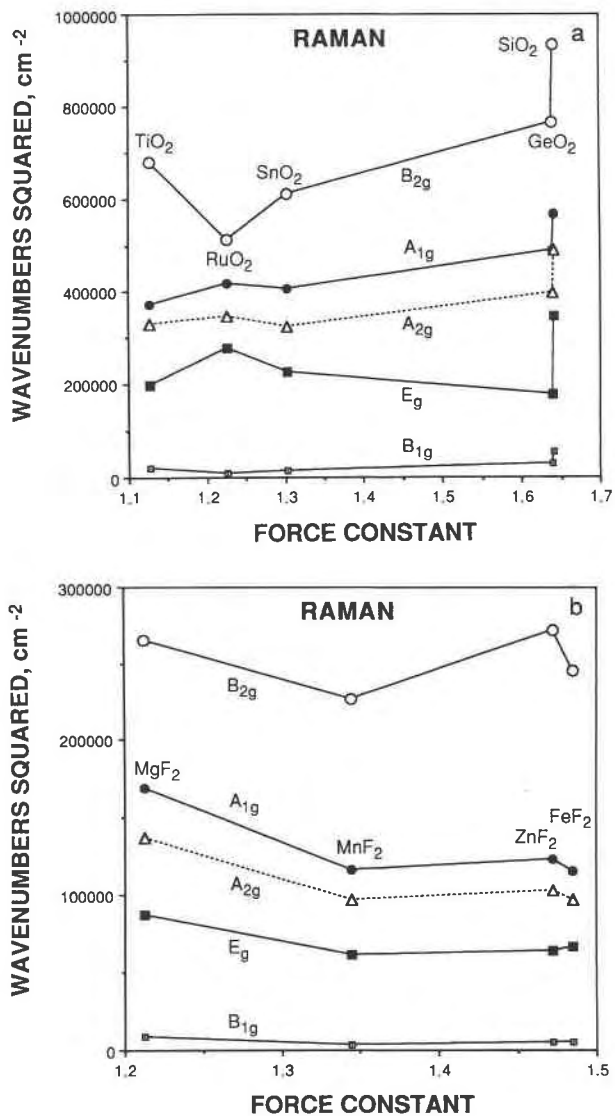 1000000
RAMAN
a
SiO2
800000
TiO2
GeO2
SnO2
B2g
600000
RuO2
A1g
400000
A2g
200000
Eg
B1g
0
1,1
1,2
1,3
1,4
1,5
1,6
1,7
WAVENUMBERS SQUARED, cm -2
FORCE CONSTANT
300000
RAMAN
b
B2g
200000
MgF2
A1g
FeF2
MnF2
ZnF2
100000
A2g
Eg
B1g
0
1,2
1,3
1,4
1.5
WAVENUMBERS SQUARED, cm -2
FORCE CONSTANT